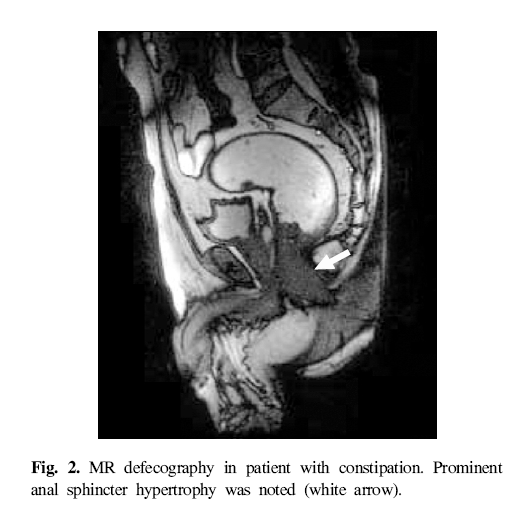 Fig. 2. MR defecography in patient with constipation. Prominent
anal sphincter hypertrophy was noted (white arrow).